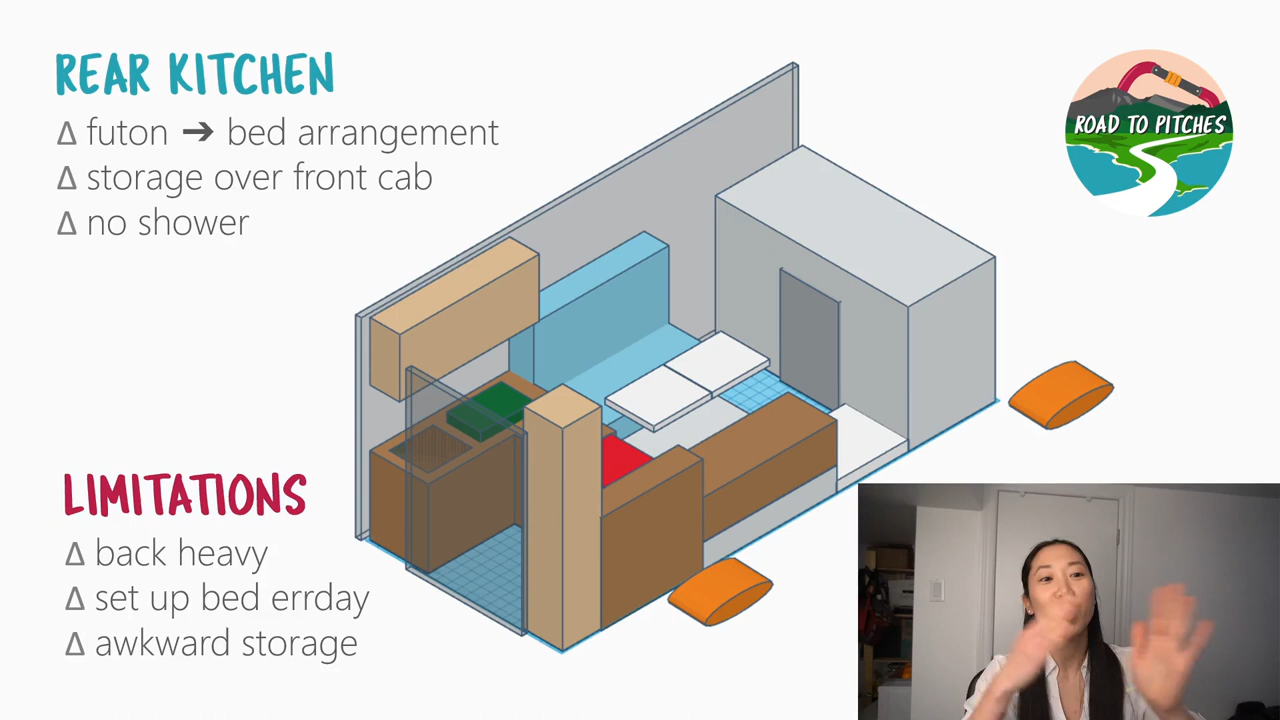 REAR KITCHEN
Δ futon ➔ bed arrangement
Δ storage over front cab
Δ no shower
ROAD TO PITCHES
LIMITATIONS
Δ back heavy
Δ set up bed errday
Δ awkward storage